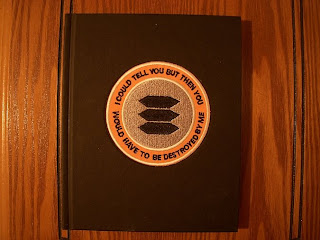 I COULD TELL YOU BUT THEN YOU
WOULD HAVE TO BE DESTROYED BY ME